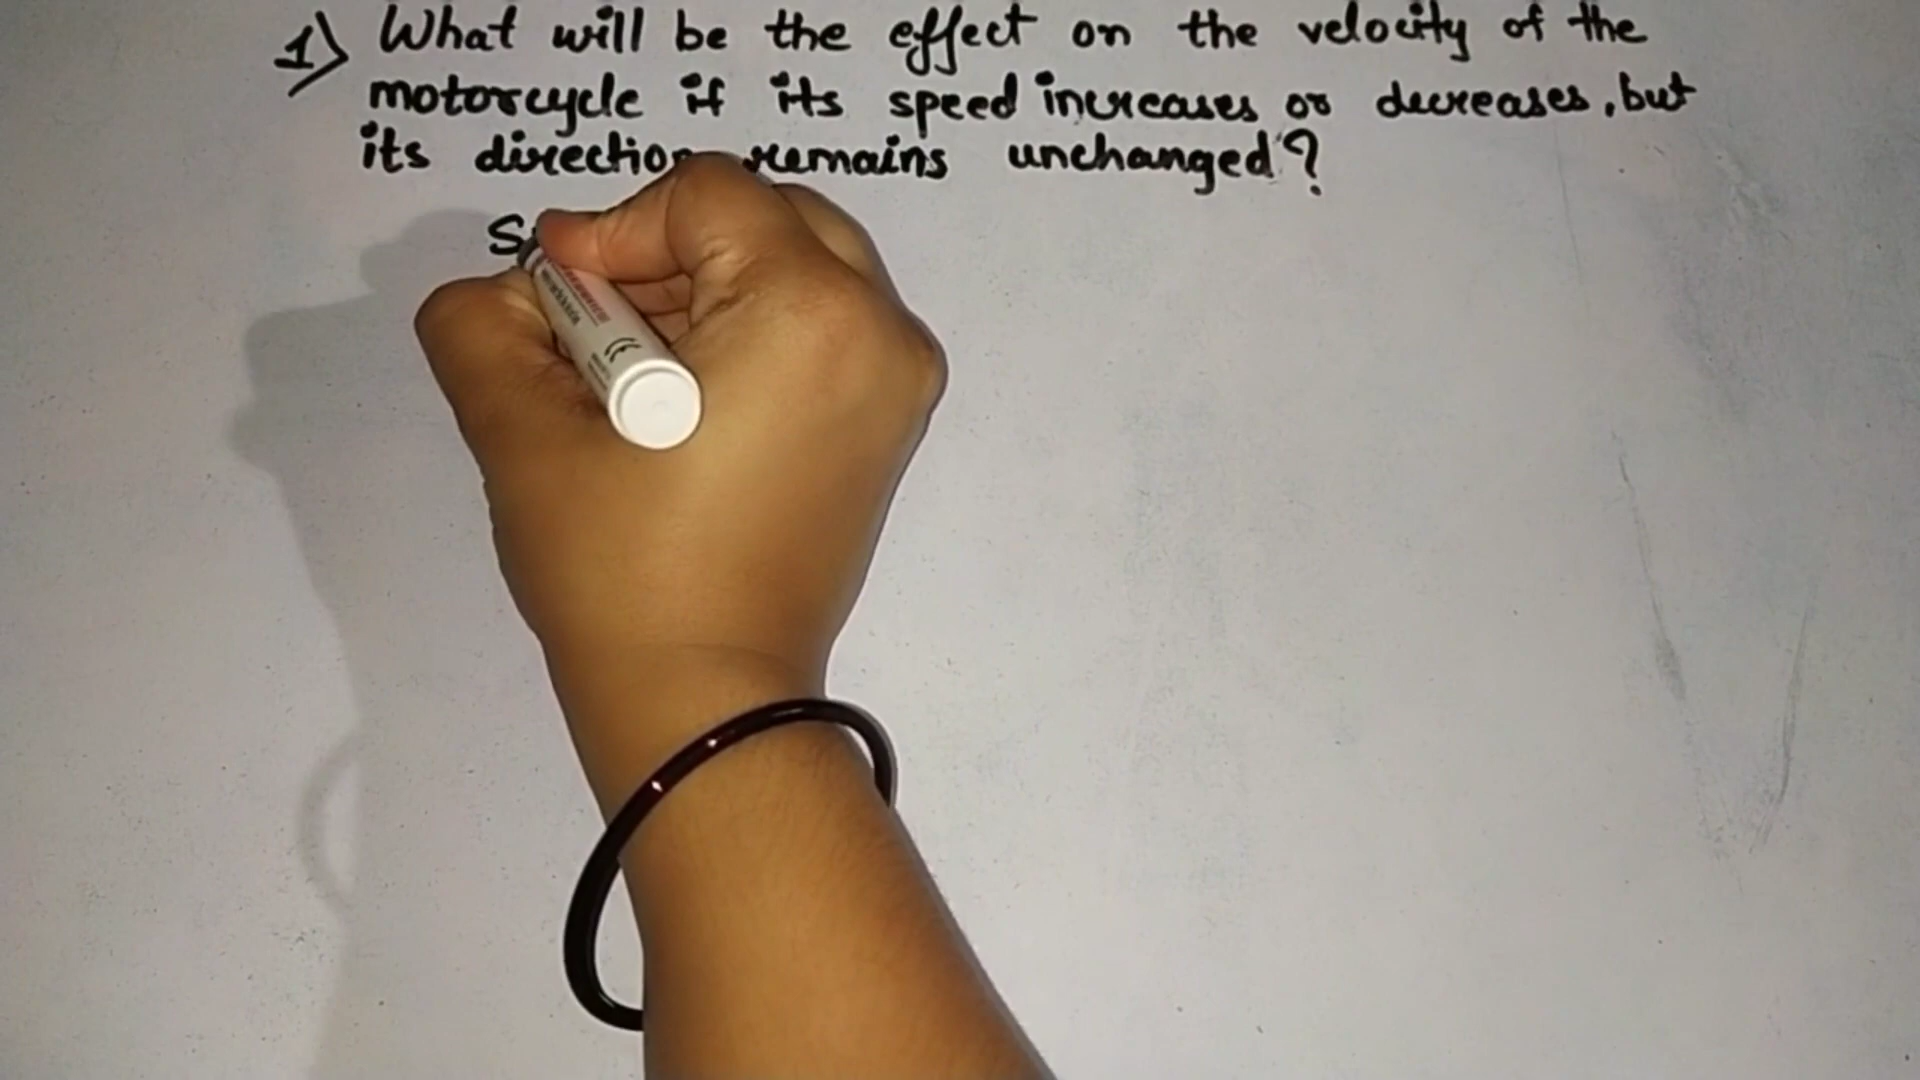 1) What will be the effect on the velocity of the
motorcycle if its speed increases or decreases, but
its direction remains unchanged?
S
CE